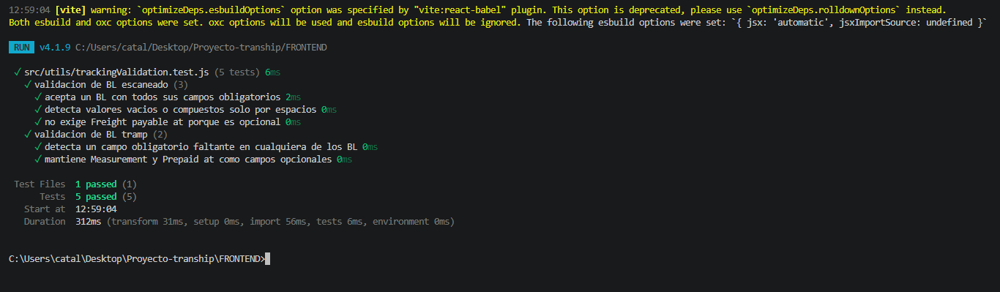 12:59:04 [vite] warning: `optimizeDeps.esbuildOptions` option was specified by "vite:react-babel" plugin. This option is deprecated, please use `optimizeDeps.rolldownOptions` instead.
Both esbuild and oxc options were set. oxc options will be used and esbuild options will be ignored. The following esbuild options were set: `{ jsx: 'automatic', jsxImportSource: undefined }`
RUN v4.1.9 C:/Users/catal/Desktop/Proyecto-tranship/FRONTEND
✓ src/utils/trackingValidation.test.js (5 tests) 6ms
✓ validacion de BL escaneado (3)
✓ acepta un BL con todos sus campos obligatorios 2ms
✓ detecta valores vacios o compuestos solo por espacios 0ms
✓ no exige Freight payable at porque es opcional 0ms
✓ validacion de BL tramp (2)
✓ detecta un campo obligatorio faltante en cualquiera de los BL 0ms
✓ mantiene Measurement y Prepaid at como campos opcionales 0ms
Test Files 1 passed (1)
Tests 5 passed (5)
Start at 12:59:04
Duration 312ms (transform 31ms, setup 0ms, import 56ms, tests 6ms, environment 0ms)
C:\Users\catal\Desktop\Proyecto-tranship\FRONTEND>